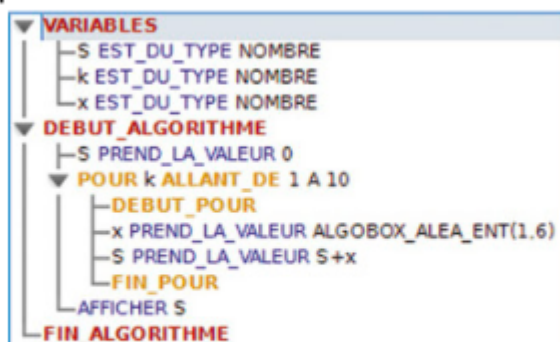 VARIABLES
S EST_DU_TYPE NOMBRE
k EST_DU_TYPE NOMBRE
x EST_DU_TYPE NOMBRE
DEBUT_ALGORITHME
S PREND_LA_VALEUR 0
POUR k ALLANT_DE 1 A 10
DEBUT_POUR
x PREND_LA_VALEUR ALGOBOX_ALEA_ENT(1,6)
S PREND_LA_VALEUR S+x
FIN_POUR
AFFICHER S
FIN_ALGORITHME